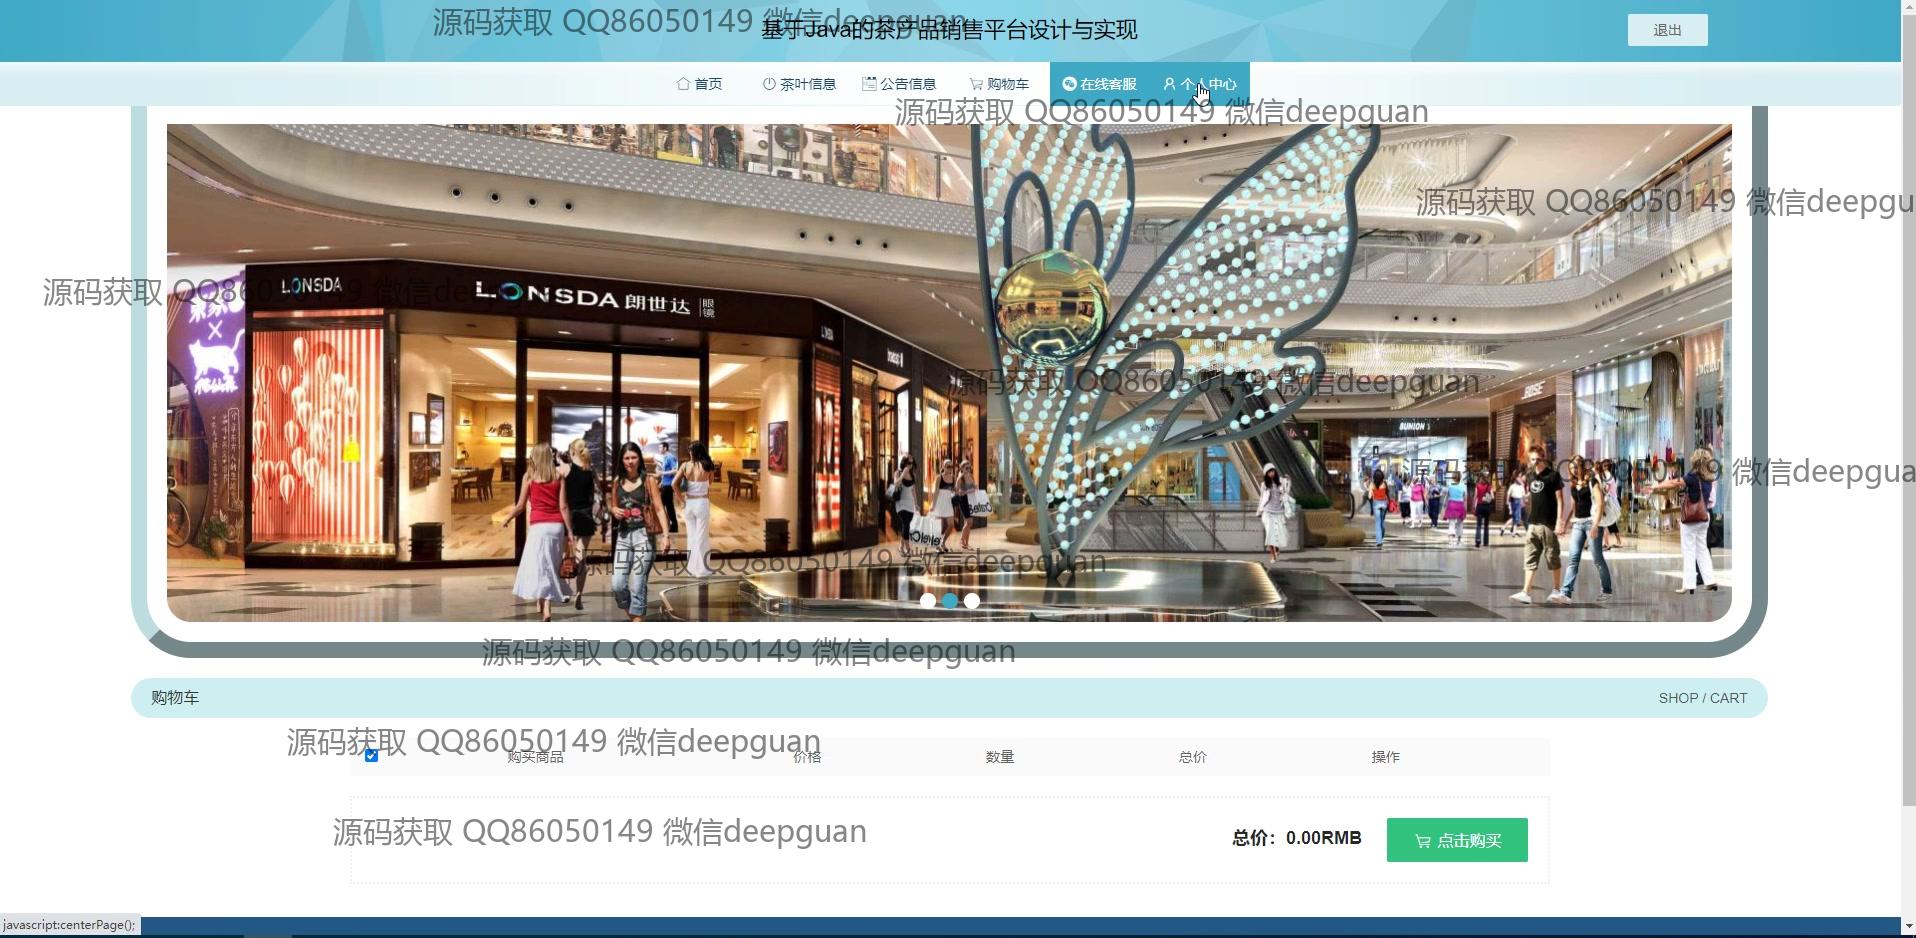 源码获取 QQ86050149 微信deepguan
基于Java的茶产品销售平台设计与实现
退出
首页
茶叶信息
公告信息
购物车
在线客服
个人中心
源码获取 QQ86050149 微信deepguan
源码获取 QQ86050149 微信deepgu
源码获取 QQ86050149 微信deepguan
LONSDA
LONSDA 朗世达 眼镜
源码获取 QQ86050149 微信deepguan
BOSE
BUNION
源码获取 QQ86050149 微信deepgua
源码获取 QQ86050149 微信deepguan
源码获取 QQ86050149 微信deepguan
购物车
SHOP / CART
源码获取 QQ86050149 微信deepguan
购买商品
价格
数量
总价
操作
源码获取 QQ86050149 微信deepguan
总价：0.00RMB
点击购买
javascript:centerPage();